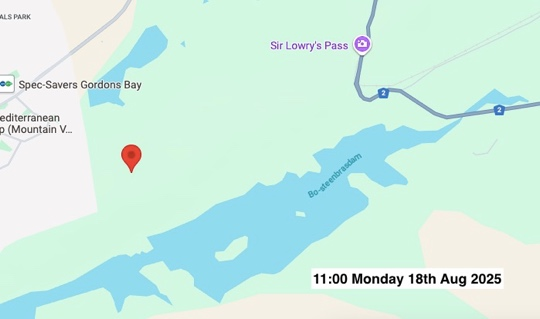 ALS PARK
Sir Lowry's Pass
Spec-Savers Gordons Bay
2
editerranean
p (Mountain V...
2
Bo-steenbrasdam
11:00 Monday 18th Aug 2025